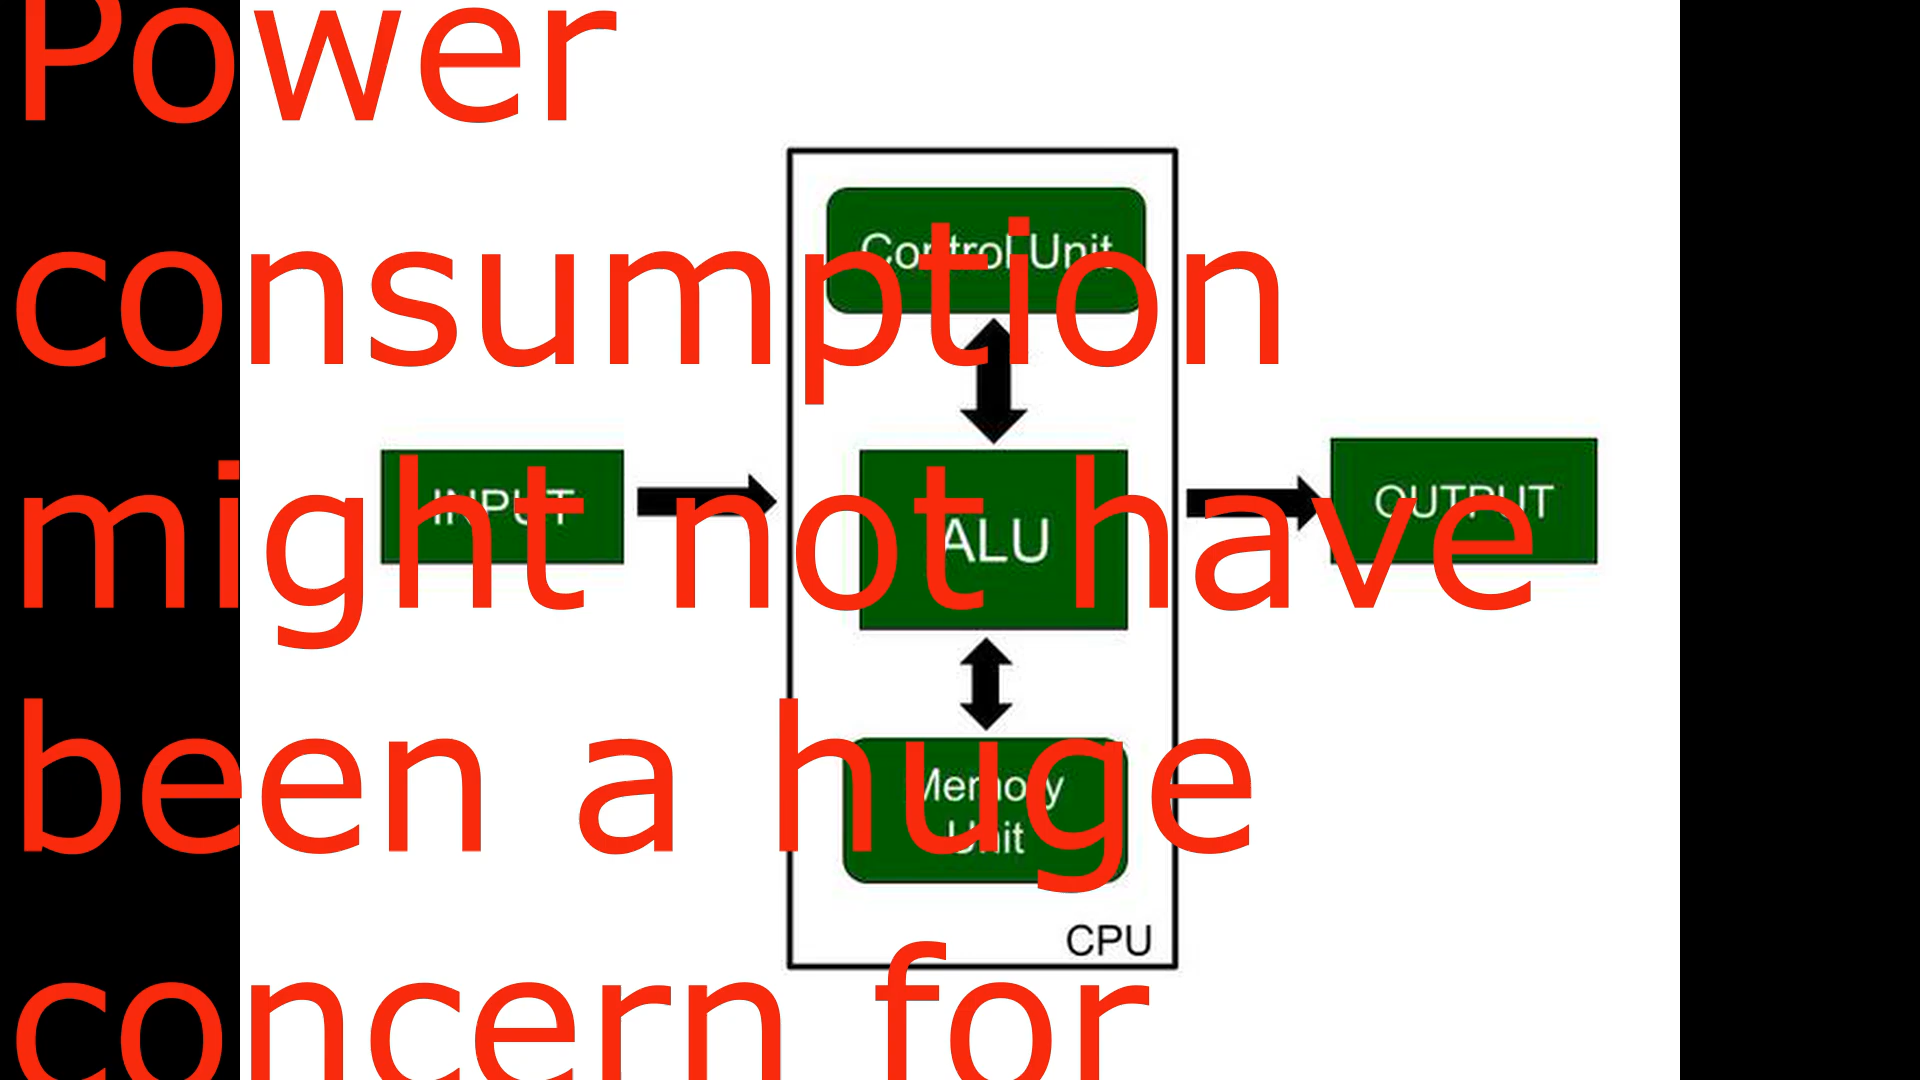 Power
consumption
might not have
been a huge
concern for
Control Unit
INPUT
ALU
OUTPUT
Memory
Unit
CPU